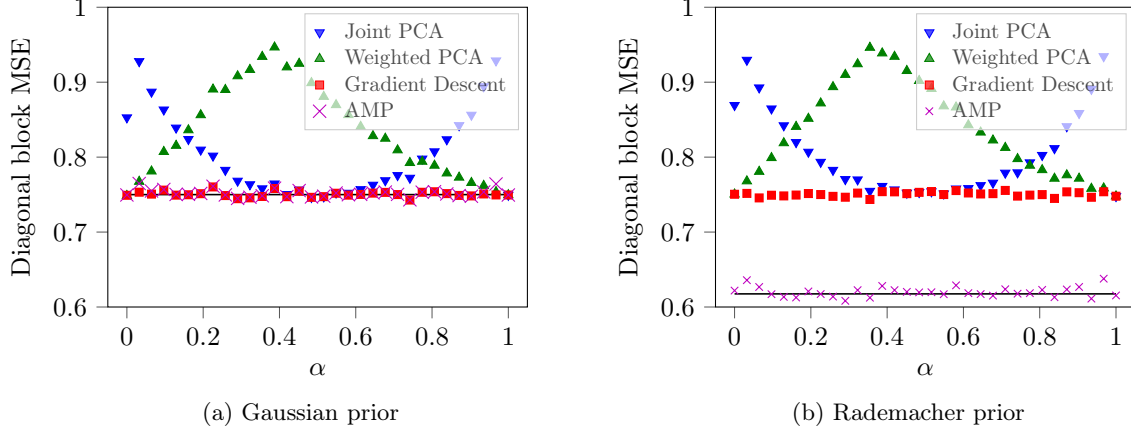 1
0.9
0.8
0.7
0.6
Diagonal block MSE
Joint PCA
Weighted PCA
Gradient Descent
AMP
0
0.2
0.4
0.6
0.8
1
α
(a) Gaussian prior
1
0.9
0.8
0.7
0.6
Diagonal block MSE
Joint PCA
Weighted PCA
Gradient Descent
AMP
0
0.2
0.4
0.6
0.8
1
α
(b) Rademacher prior